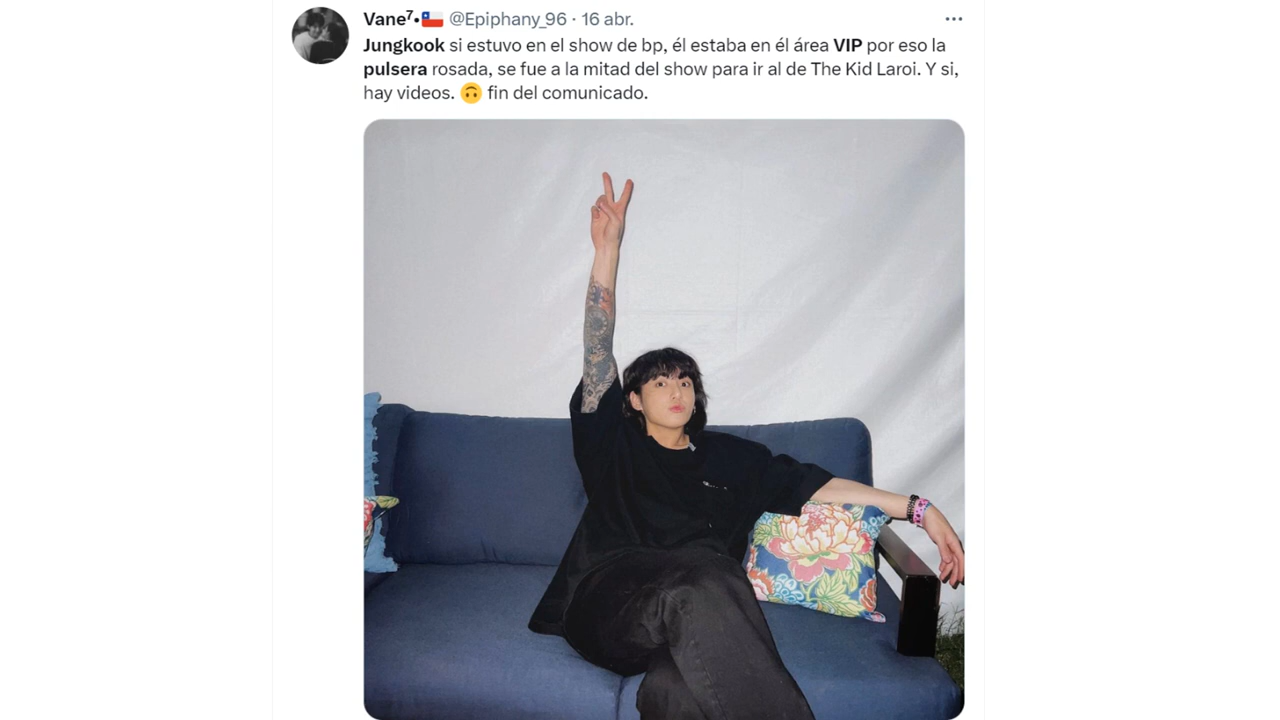 Vane⁷•🇨🇱 @Epiphany_96 · 16 abr.
Jungkook si estuvo en el show de bp, él estaba en él área VIP por eso la
pulsera rosada, se fue a la mitad del show para ir al de The Kid Laroi. Y si,
hay videos. 🙃 fin del comunicado.